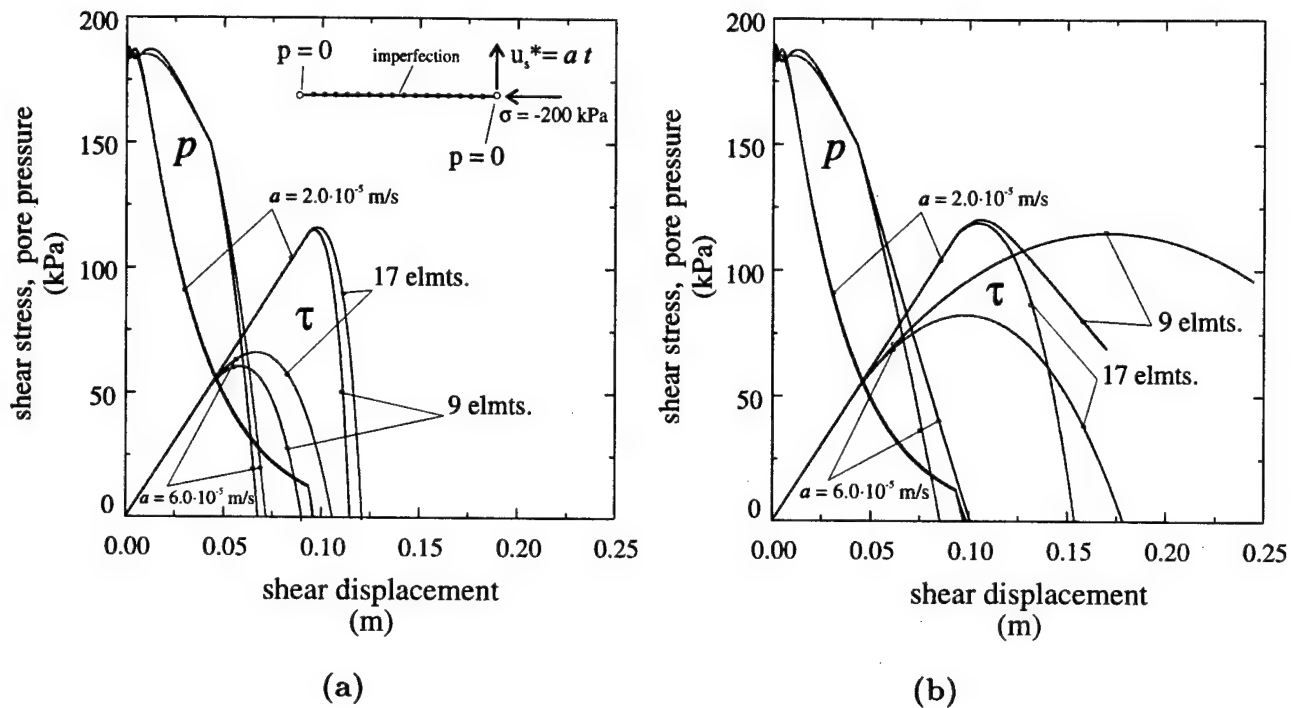 200
150
100
50
0
0.00 0.05 0.10 0.15 0.20 0.25
shear stress, pore pressure
(kPa)
shear displacement
(m)
p = 0
imperfection
u_s* = a t
σ = -200 kPa
p = 0
p
a = 2.0·10⁻⁵ m/s
17 elmts.
τ
9 elmts.
a = 6.0·10⁻⁵ m/s
(a)
200
150
100
50
0
0.00 0.05 0.10 0.15 0.20 0.25
shear stress, pore pressure
(kPa)
shear displacement
(m)
p
a = 2.0·10⁻⁵ m/s
τ
9 elmts.
17 elmts.
a = 6.0·10⁻⁵ m/s
(b)